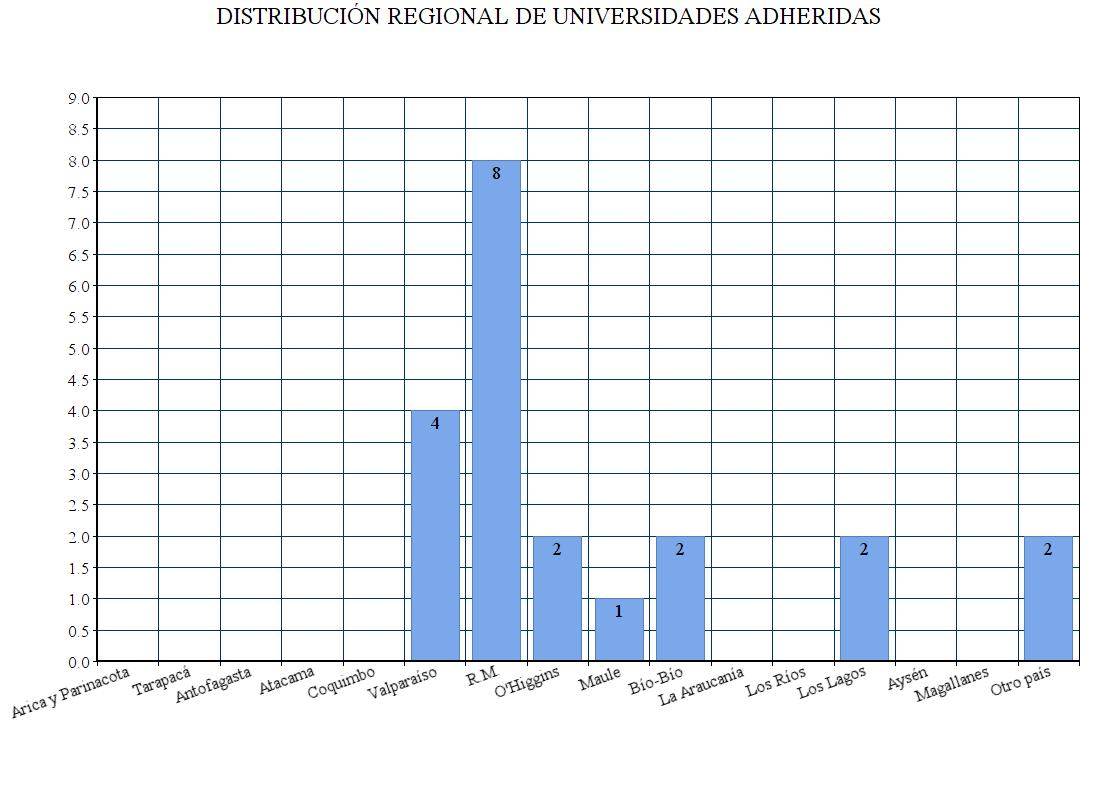 DISTRIBUCIÓN REGIONAL DE UNIVERSIDADES ADHERIDAS
9.0
8.5
8.0
7.5
7.0
6.5
6.0
5.5
5.0
4.5
4.0
3.5
3.0
2.5
2.0
1.5
1.0
0.5
0.0
4
8
2
1
2
2
2
Arica y Parinacota
Tarapacá
Antofagasta
Atacama
Coquimbo
Valparaíso
R.M.
O'Higgins
Maule
Bío-Bío
La Araucanía
Los Ríos
Los Lagos
Aysén
Magallanes
Otro país